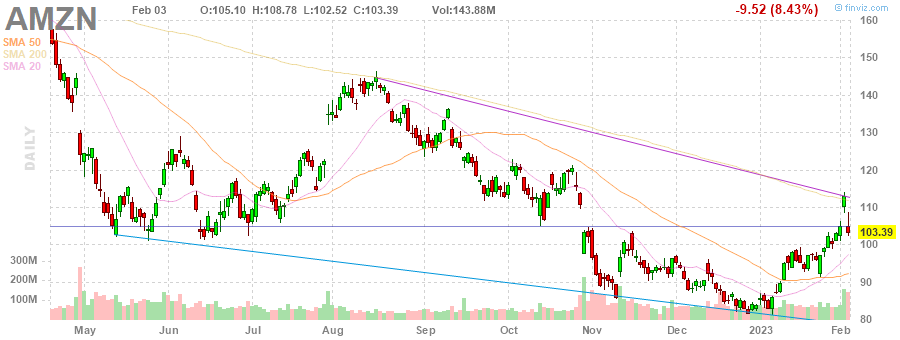 AMZN
Feb 03 O:105.10 H:108.78 L:102.52 C:103.39 Vol:143.88M -9.52 (8.43%) © finviz.com
SMA 50
SMA 200
SMA 20
DAILY
160
150
140
130
120
110
103.39
100
90
80
300M
200M
100M
May Jun Jul Aug Sep Oct Nov Dec 2023 Feb